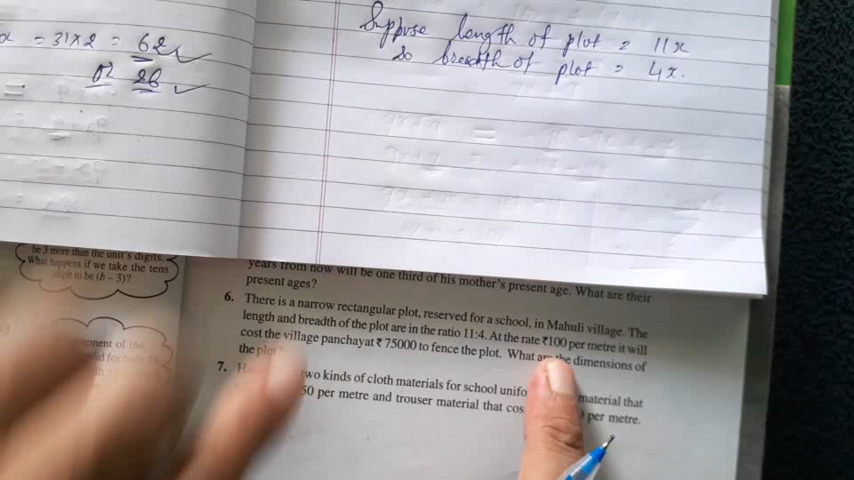 = 31×2 = 62
or 26
=
Suppose length of plot = 11x
So breadth of plot = 4x.
be 3 more than the unit's digits.
What happens if we take the tens
digit to be (b – 3)?
years from now will be one third of his mother's present age. What are their
present ages?
6. There is a narrow rectangular plot, reserved for a school, in Mahuli village. The
length and breadth of the plot are in the ratio 11:4. At the rate ₹100 per metre it will
cost the village panchayat ₹ 75000 to fence the plot. What are the dimensions of
the plot?
7. two kinds of cloth materials for school material that
50 per metre and trouser material that per metre.